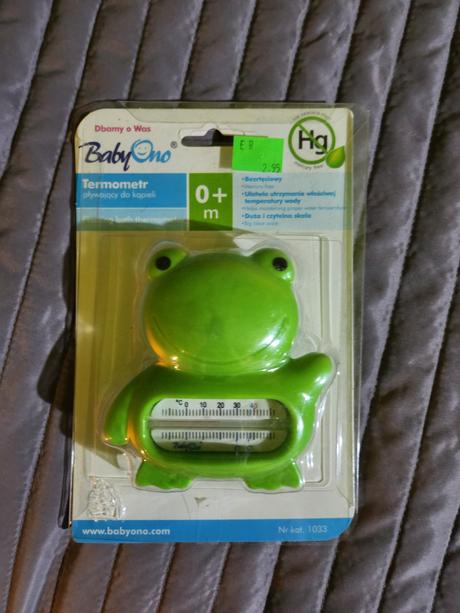 Dbamy o Was
BabyOno®
Termometr
pływający do kąpieli
0+
m
2.95
Hg
•Bezrtęciowy
•Ułatwia utrzymanie właściwej
temperatury wody
•Duża i czytelna skala
°C 0 10 20 30 40
BabyOno
www.babyono.com
Nr kat. 1033